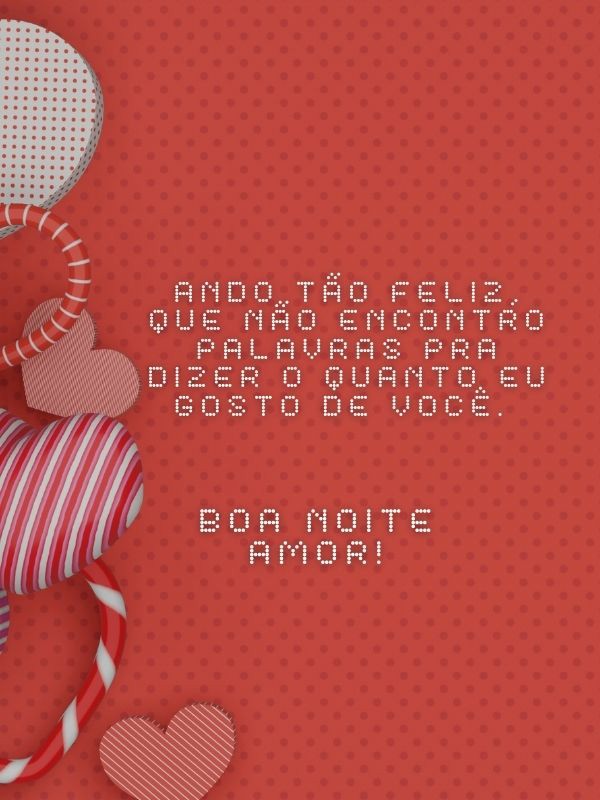 ANDO TÃO FELIZ,
QUE NÃO ENCONTRO
PALAVRAS PRA
DIZER O QUANTO EU
GOSTO DE VOCÊ.
BOA NOITE
AMOR!